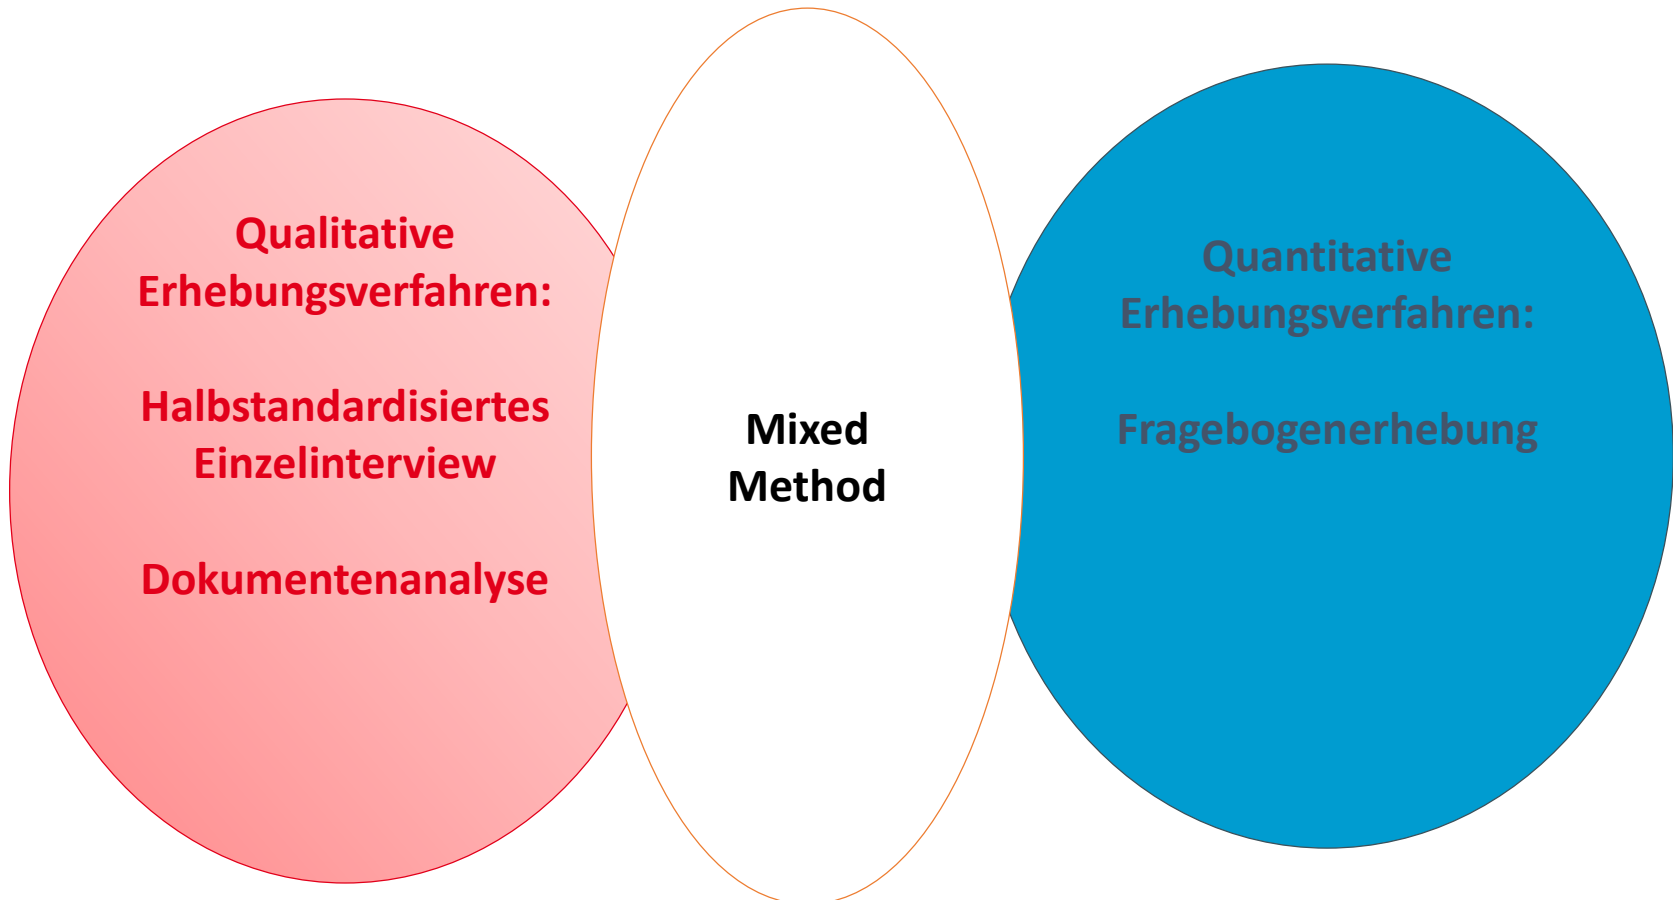 Qualitative
Erhebungsverfahren:
Halbstandardisiertes
Einzelinterview
Dokumentenanalyse
Mixed
Method
Quantitative
Erhebungsverfahren:
Fragebogenerhebung